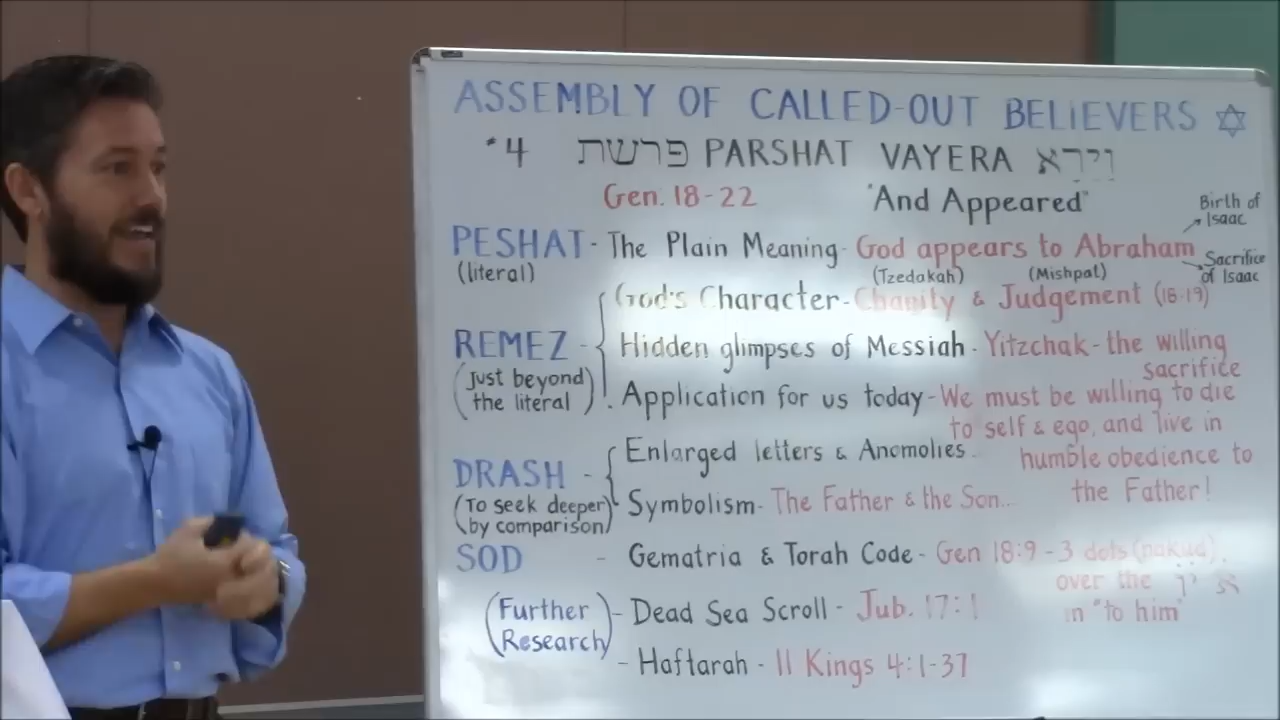 ASSEMBLY OF CALLED-OUT BELIEVERS
#4 פרשת PARSHAT VAYERA וַיֵּרָא
Gen. 18-22 "And Appeared"
Birth of
Isaac
PESHAT - The Plain Meaning - God appears to Abraham
(literal)
Sacrifice
of Isaac
(Tzedakah) (Mishpat)
God's Character - Charity & Judgement (18:19)
REMEZ - Hidden glimpses of Messiah - Yitzchak - the willing
sacrifice
(Just beyond
the literal)
Application for us today - We must be willing to die
to self & ego, and live in
humble obedience to
the Father!
DRASH - Enlarged letters & Anomolies
(To seek deeper
by comparison)
Symbolism - The Father & the Son...
SOD - Gematria & Torah Code - Gen 18:9 - 3 dots (nakud)
over the א י ו
in "to him"
(Further
Research)
- Dead Sea Scroll - Jub. 17:1
- Haftarah - II Kings 4:1-37